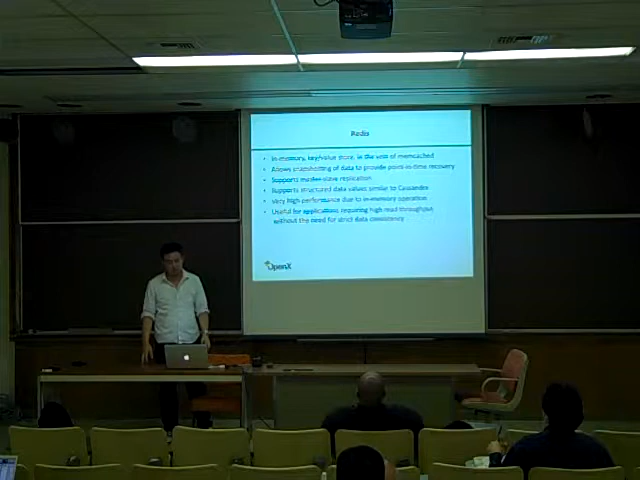 Redis
• In-memory, key/value store, in the vein of memcached
• Allows snapshotting of data to provide point-in-time recovery
• Supports master-slave replication
• Supports structured data values similar to Cassandra
• Very high performance due to in-memory operation
• Useful for applications requiring high read throughput,
without the need for strict data consistency
OpenX